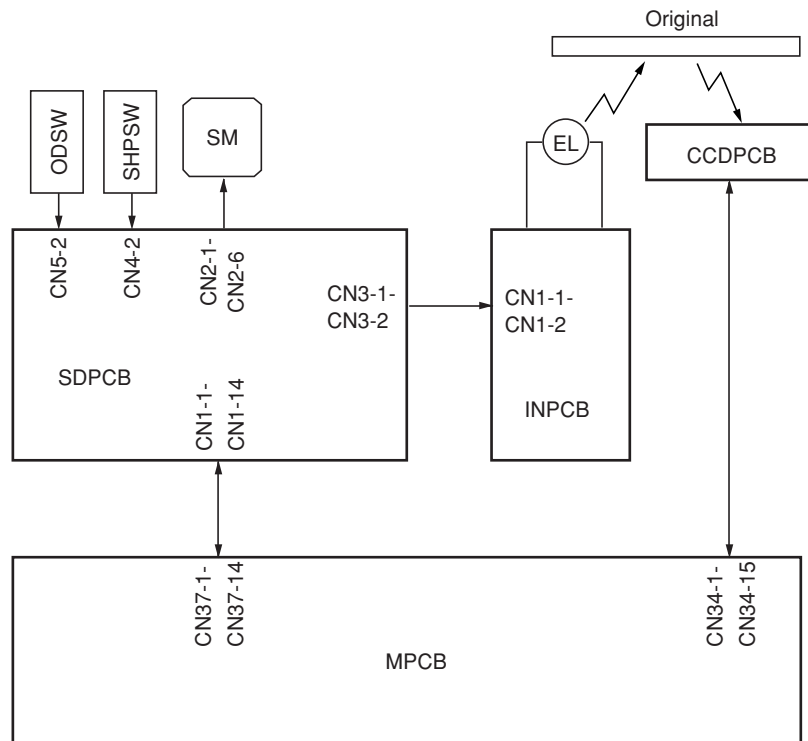 Original
ODSW
SHPSW
SM
EL
CCDPCB
CN5-2
CN4-2
CN2-1-
CN2-6
CN3-1-
CN3-2
CN1-1-
CN1-2
SDPCB
INPCB
CN1-1-
CN1-14
CN37-1-
CN37-14
CN34-1-
CN34-15
MPCB